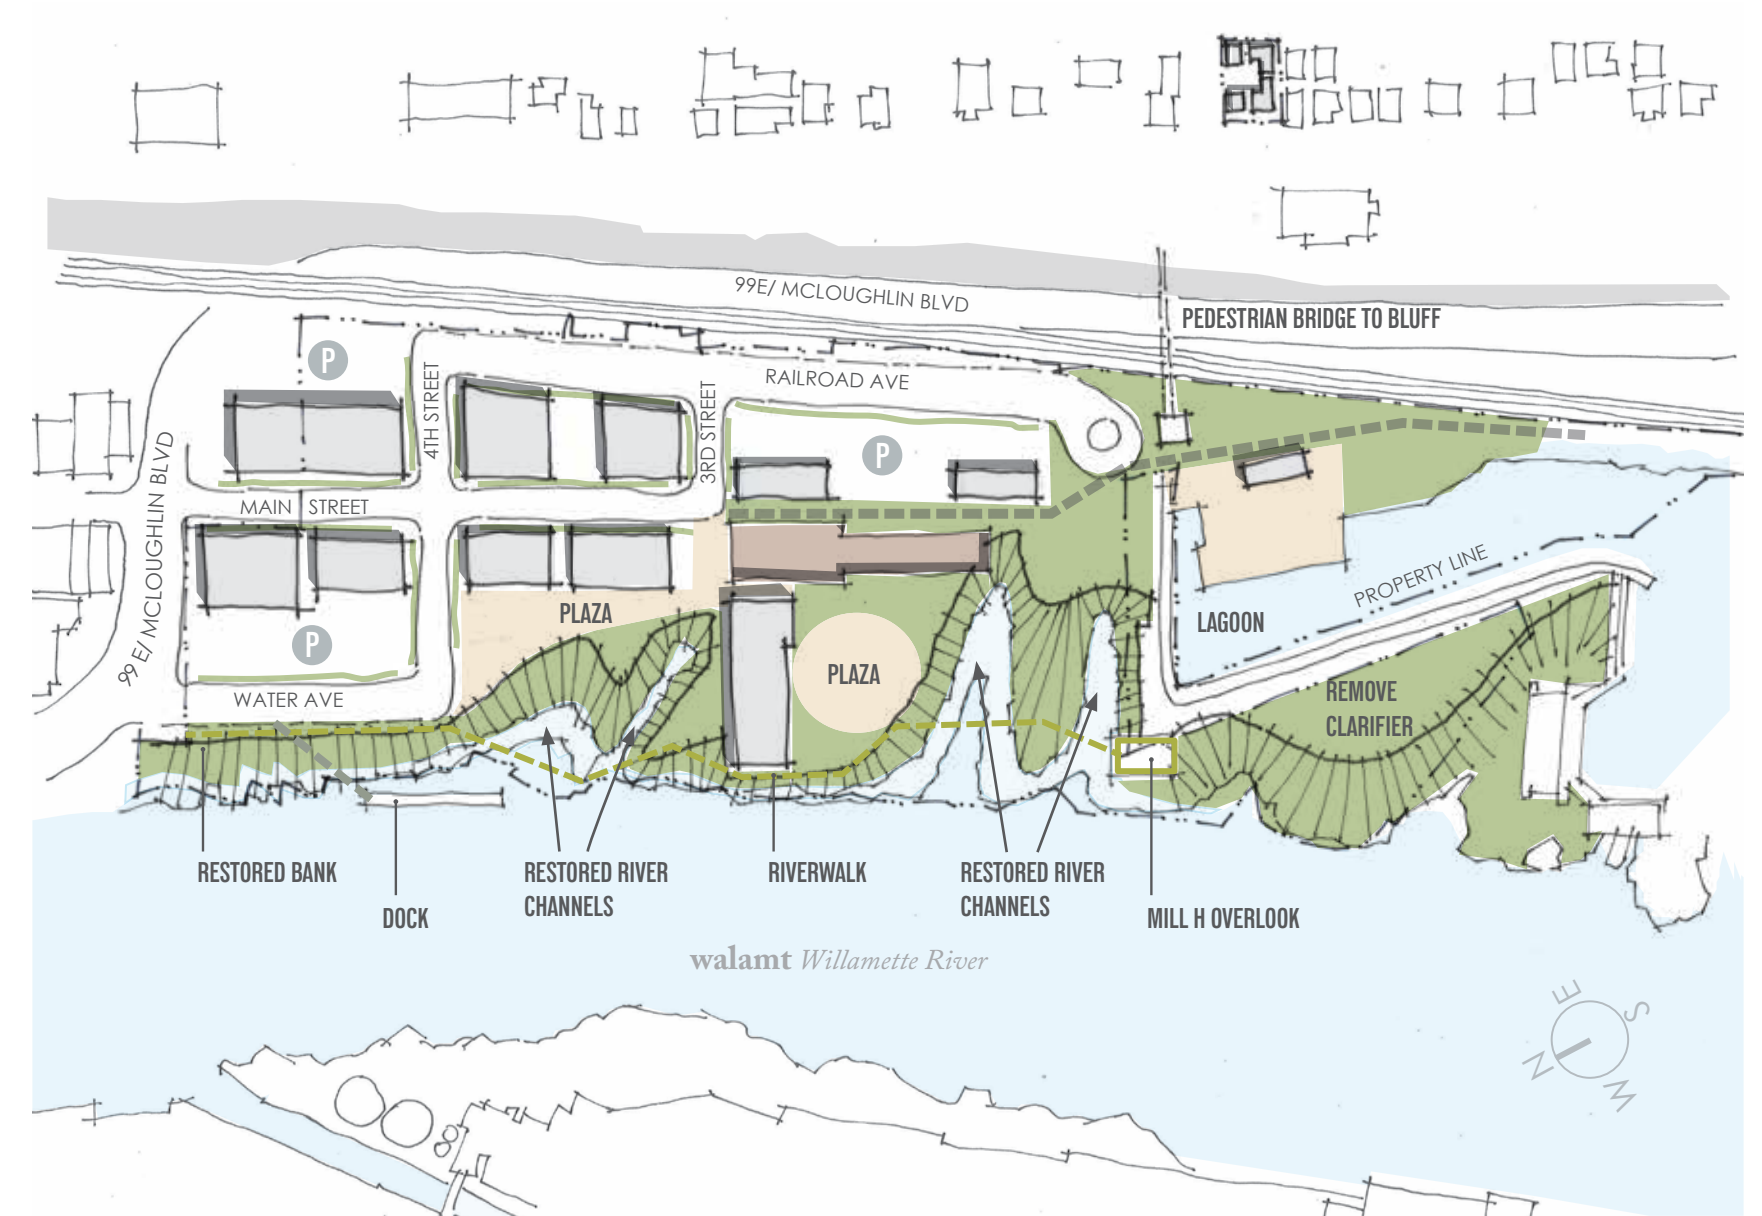 99E/ MCLOUGHLIN BLVD
PEDESTRIAN BRIDGE TO BLUFF
P
RAILROAD AVE
4TH STREET
3RD STREET
P
99 E/ MCLOUGHLIN BLVD
MAIN STREET
PROPERTY LINE
PLAZA
LAGOON
P
PLAZA
WATER AVE
REMOVE
CLARIFIER
RESTORED BANK
DOCK
RESTORED RIVER
CHANNELS
RIVERWALK
RESTORED RIVER
CHANNELS
MILL H OVERLOOK
walamt Willamette River
E
S
N
W